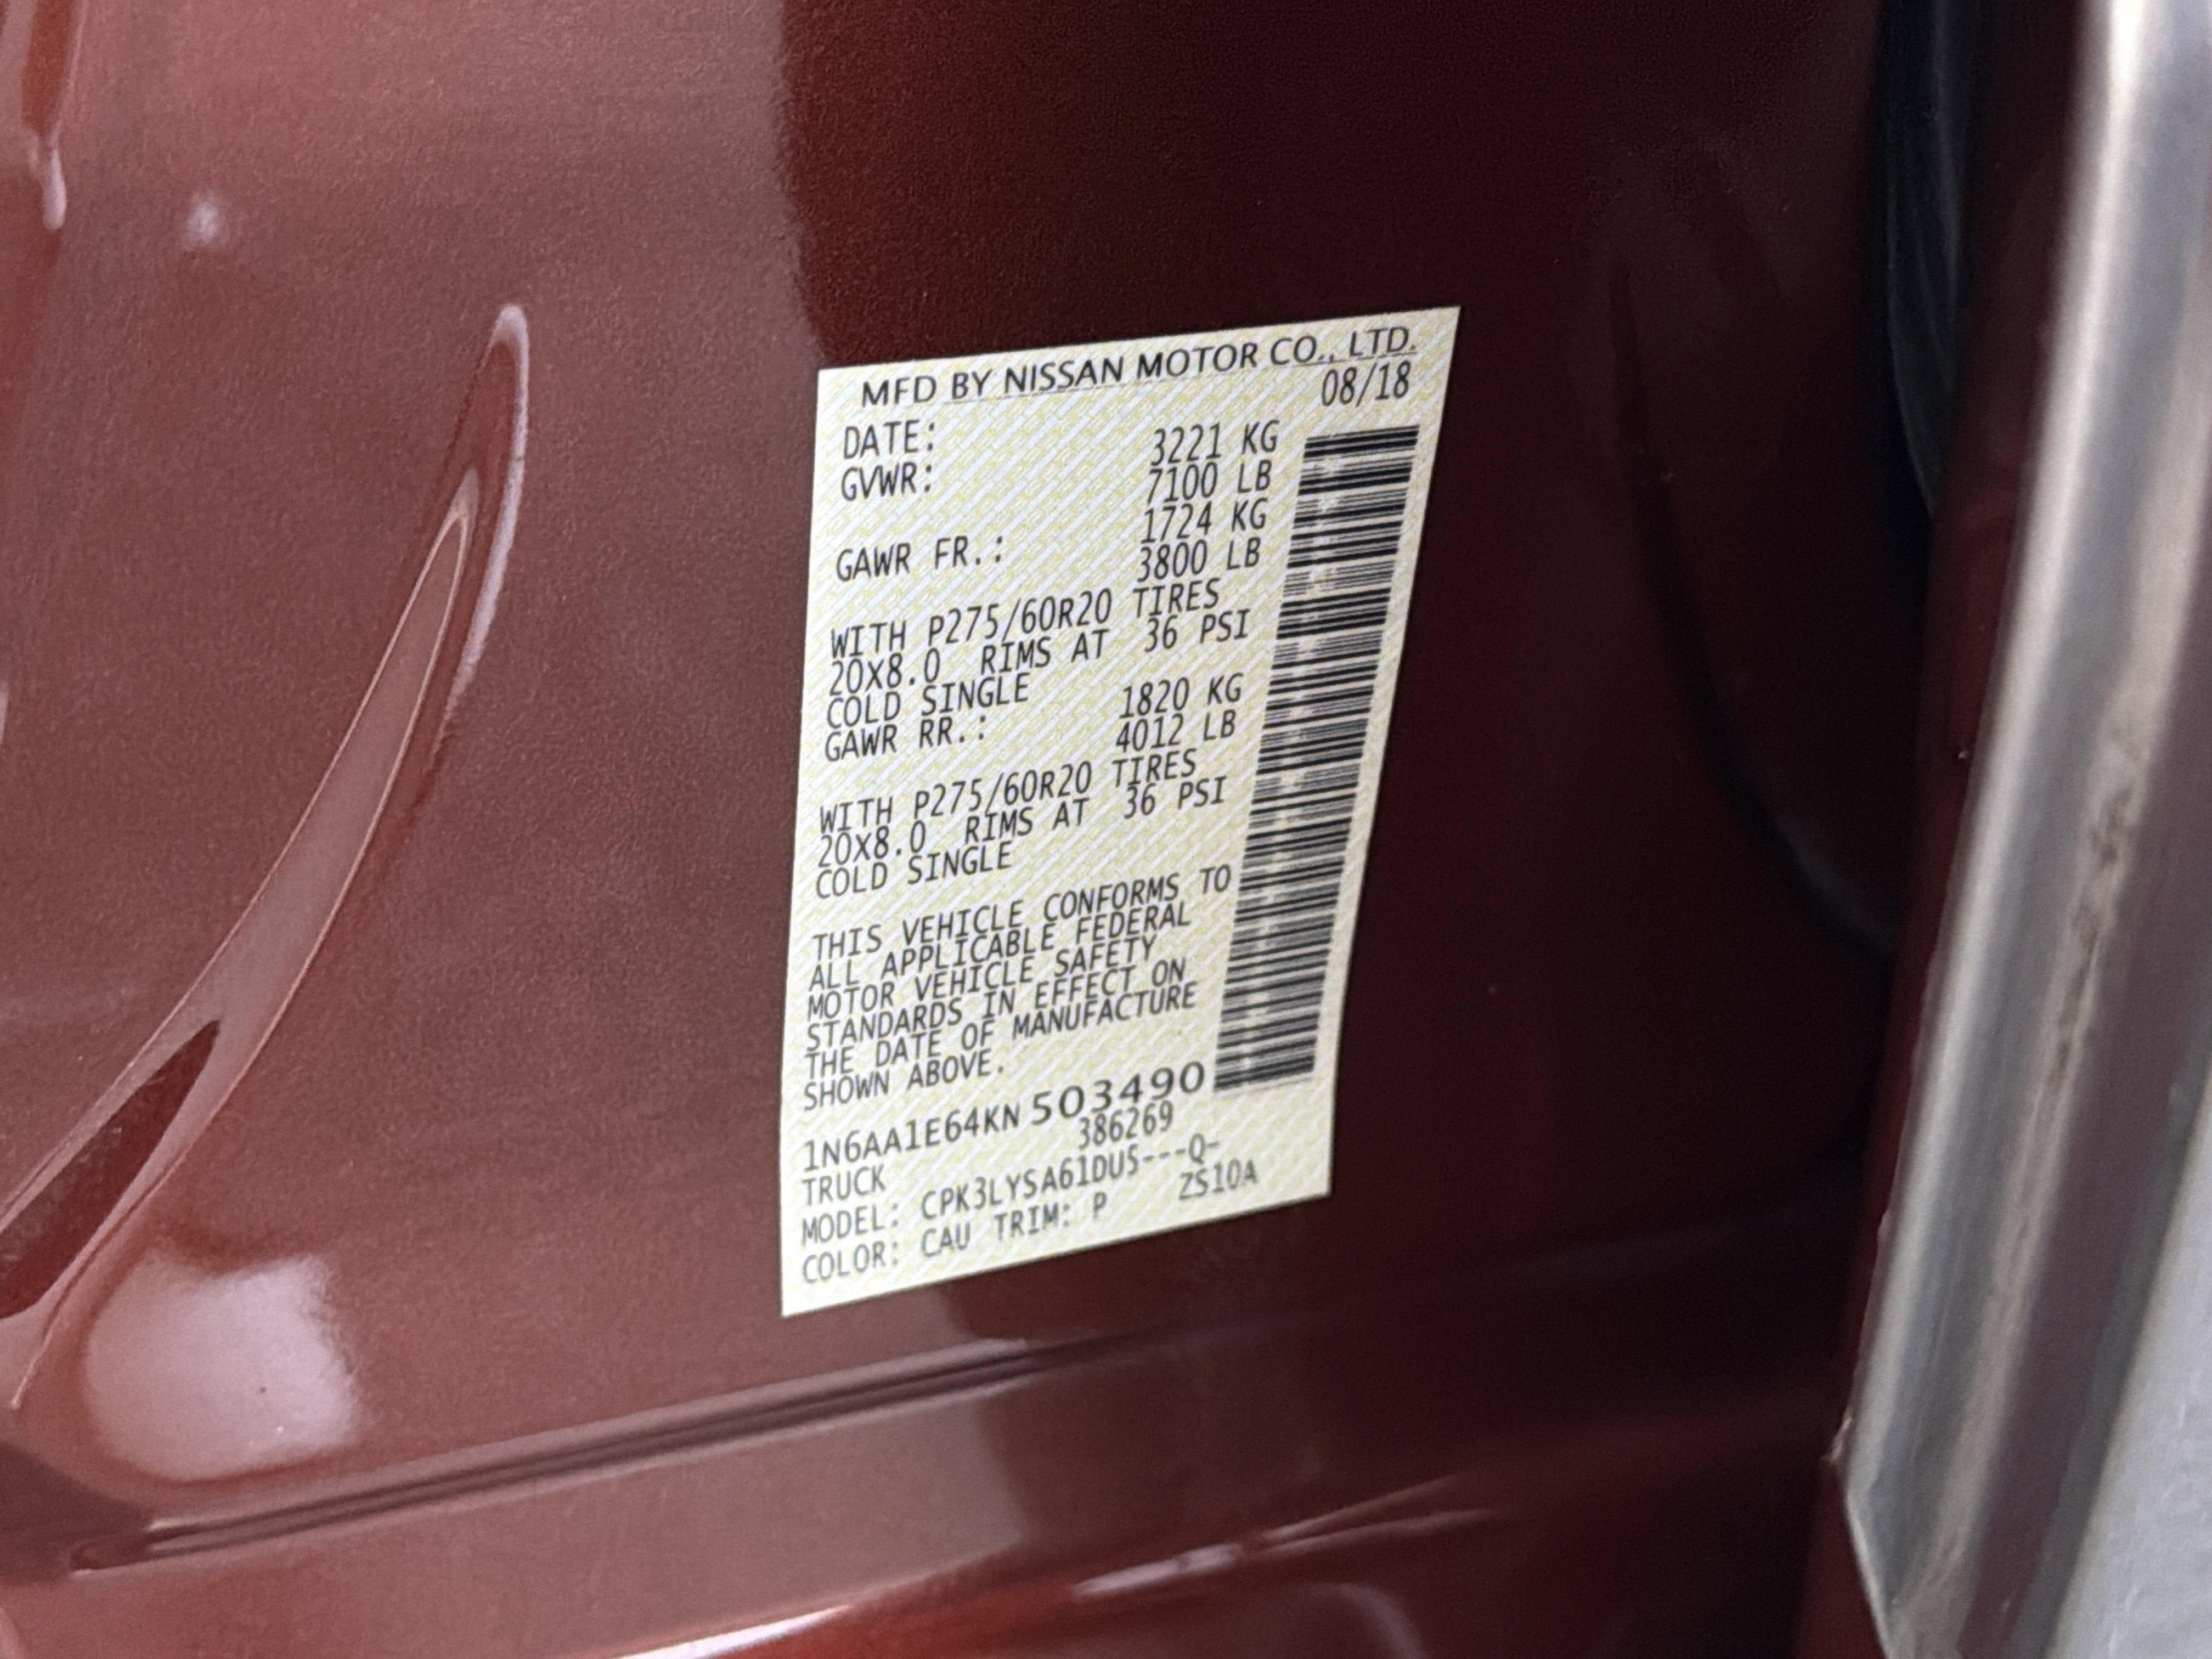 MFD BY NISSAN MOTOR CO., LTD.
DATE: 08/18
GVWR: 3221 KG
7100 LB
GAWR FR.: 1724 KG
3800 LB
WITH P275/60R20 TIRES
20X8.0 RIMS AT 36 PSI
COLD SINGLE
GAWR RR.: 1820 KG
4012 LB
WITH P275/60R20 TIRES
20X8.0 RIMS AT 36 PSI
COLD SINGLE
THIS VEHICLE CONFORMS TO
ALL APPLICABLE FEDERAL
MOTOR VEHICLE SAFETY
STANDARDS IN EFFECT ON
THE DATE OF MANUFACTURE
SHOWN ABOVE.
1N6AA1E64KN 503490
TRUCK 386269
MODEL: CPK3LYSA61DU5---Q-
COLOR: CAU TRIM: P ZS10A